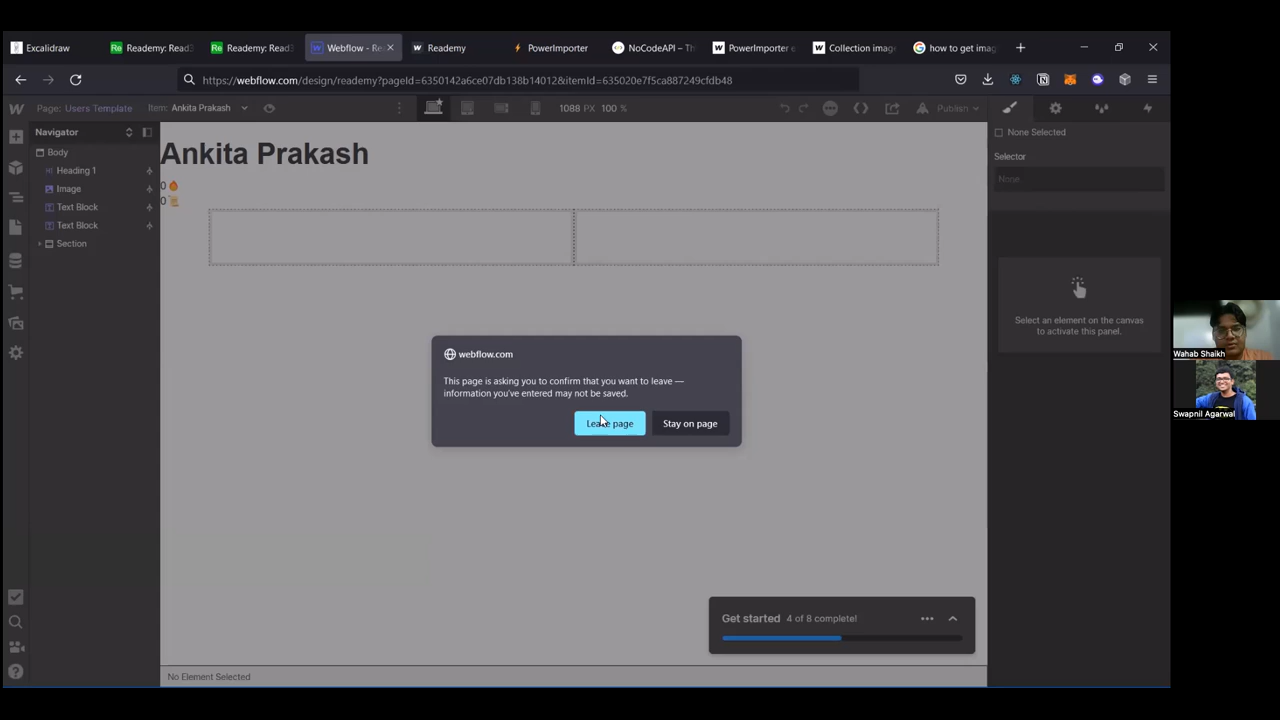 Excalidraw
Reademy: Read
Reademy: Read
Webflow - Re
Reademy
PowerImporter
NoCodeAPI – Th
PowerImporter
Collection imag
how to get imag
https://webflow.com/design/reademy?pageId=6350142a6ce07db138b14012&itemId=635020e7f5ca887249cfdb48
Page: Users Template
Item: Ankita Prakash
1088 PX 100 %
Publish
Navigator
None Selected
Body
Ankita Prakash
Selector
Heading 1
None
Image
0
Text Block
0
Text Block
Section
Select an element on the canvas
to activate this panel.
webflow.com
This page is asking you to confirm that you want to leave —
information you've entered may not be saved.
Leave page
Stay on page
Wahab Shaikh
Swapnil Agarwal
Get started 4 of 8 complete!
No Element Selected